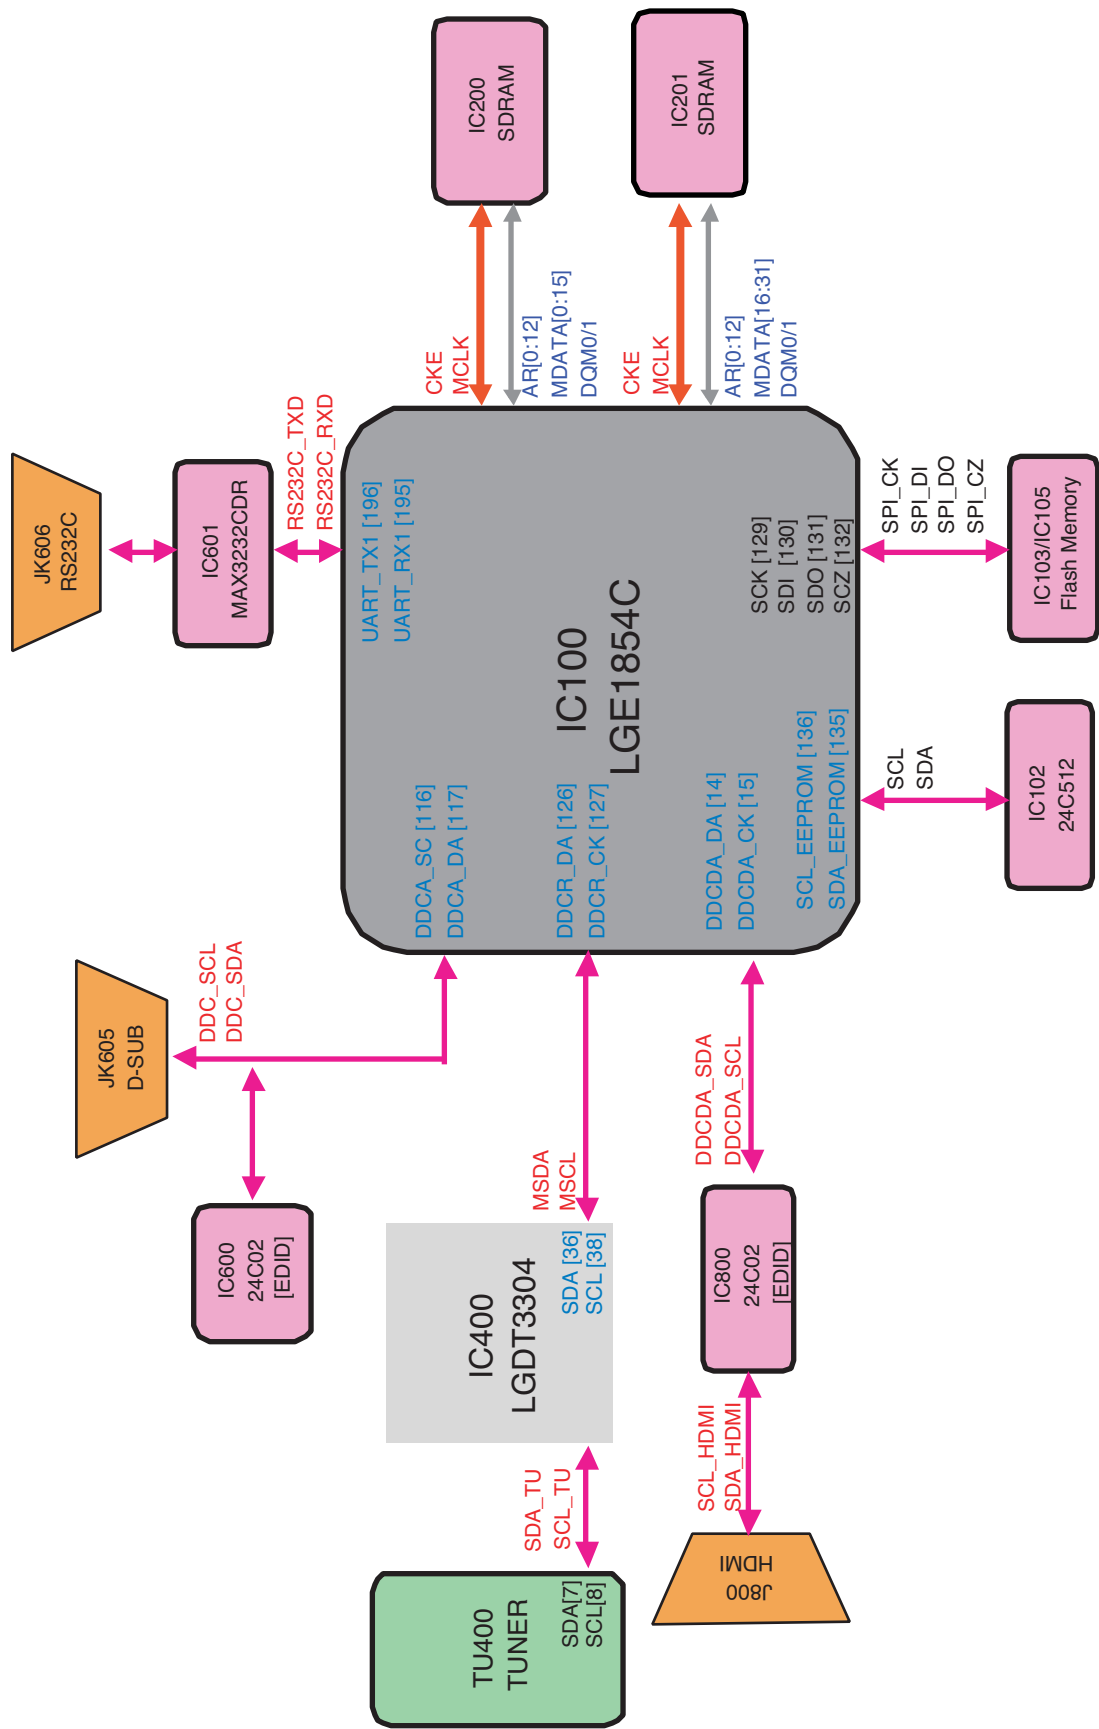 JK606
RS232C
IC601
MAX3232CDR
RS232C_TXD
RS232C_RXD
UART_TX1 [196]
UART_RX1 [195]
IC200
SDRAM
CKE
MCLK
AR[0:12]
MDATA[0:15]
DQM0/1
IC201
SDRAM
CKE
MCLK
AR[0:12]
MDATA[16:31]
DQM0/1
JK605
D-SUB
DDC_SCL
DDC_SDA
IC600
24C02
[EDID]
DDCA_SC [116]
DDCA_DA [117]
DDCR_DA [126]
DDCR_CK [127]
DDCDA_DA [14]
DDCDA_CK [15]
IC100
LGE1854C
SCK [129]
SDI [130]
SDO [131]
SCZ [132]
SCL_EEPROM [136]
SDA_EEPROM [135]
SPI_CK
SPI_DI
SPI_DO
SPI_CZ
IC103/IC105
Flash Memory
SCL
SDA
IC102
24C512
MSDA
MSCL
IC400
LGDT3304
SDA [36]
SCL [38]
SDA_TU
SCL_TU
TU400
TUNER
SDA[7]
SCL[8]
DDCDA_SDA
DDCDA_SCL
IC800
24C02
[EDID]
SCL_HDMI
SDA_HDMI
J800
HDMI